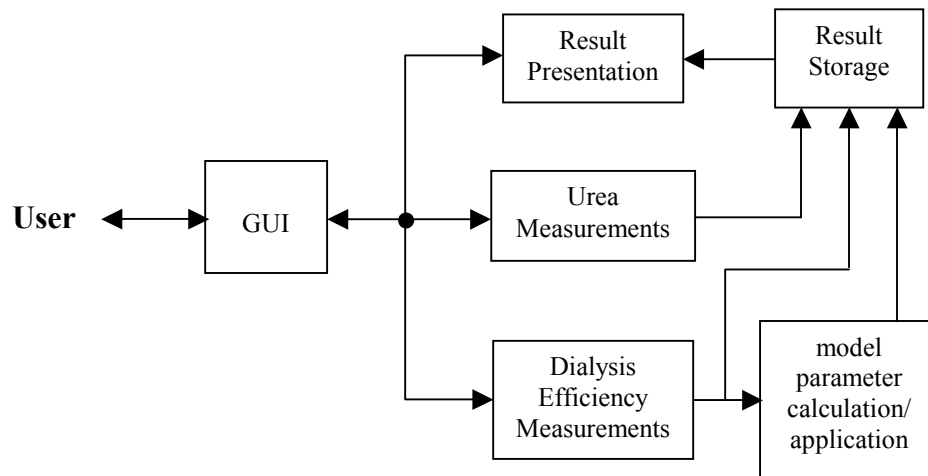 Result
Presentation
Result
Storage
User
GUI
Urea
Measurements
Dialysis
Efficiency
Measurements
model
parameter
calculation/
application